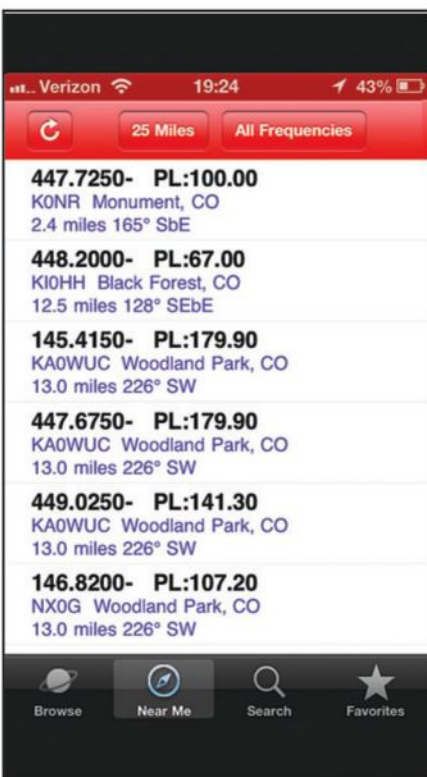 Verizon 19:24 43%
25 Miles All Frequencies
447.7250- PL:100.00
K0NR Monument, CO
2.4 miles 165° SbE
448.2000- PL:67.00
KI0HH Black Forest, CO
12.5 miles 128° SEbE
145.4150- PL:179.90
KA0WUC Woodland Park, CO
13.0 miles 226° SW
447.6750- PL:179.90
KA0WUC Woodland Park, CO
13.0 miles 226° SW
449.0250- PL:141.30
KA0WUC Woodland Park, CO
13.0 miles 226° SW
146.8200- PL:107.20
NX0G Woodland Park, CO
13.0 miles 226° SW
Browse Near Me Search Favorites